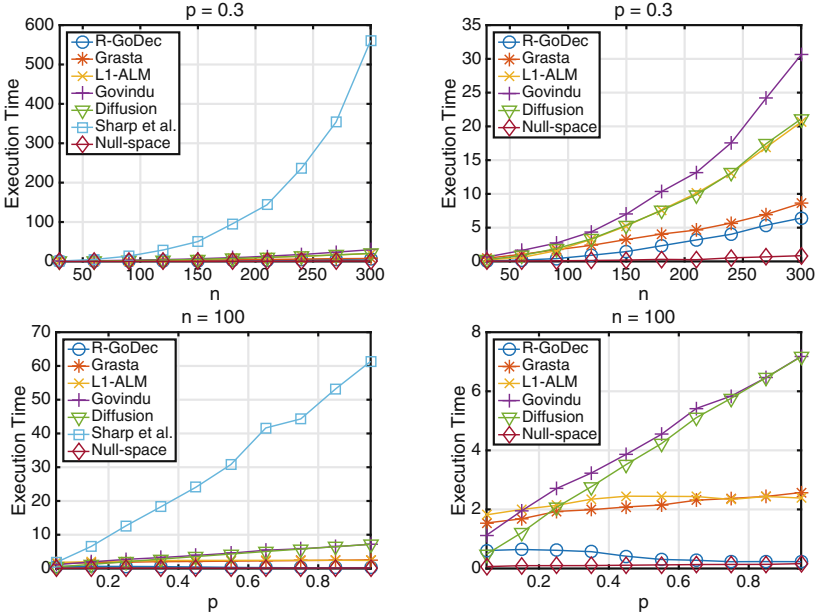 p = 0.3
600
500
400
300
200
100
0
Execution Time
R-GoDec
Grasta
L1-ALM
Govindu
Diffusion
Sharp et al.
Null-space
50
100
150
200
250
300
n
p = 0.3
35
30
25
20
15
10
5
0
Execution Time
R-GoDec
Grasta
L1-ALM
Govindu
Diffusion
Null-space
50
100
150
200
250
300
n
n = 100
70
60
50
40
30
20
10
0
Execution Time
R-GoDec
Grasta
L1-ALM
Govindu
Diffusion
Sharp et al.
Null-space
0.2
0.4
0.6
0.8
p
n = 100
8
6
4
2
0
Execution Time
R-GoDec
Grasta
L1-ALM
Govindu
Diffusion
Null-space
0.2
0.4
0.6
0.8
p